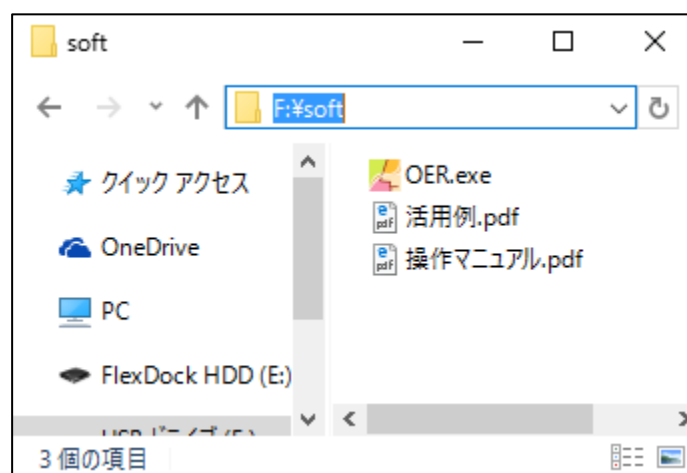 soft
F:¥soft
クイック アクセス
OneDrive
PC
FlexDock HDD (E:)
OER.exe
活用例.pdf
操作マニュアル.pdf
3 個の項目